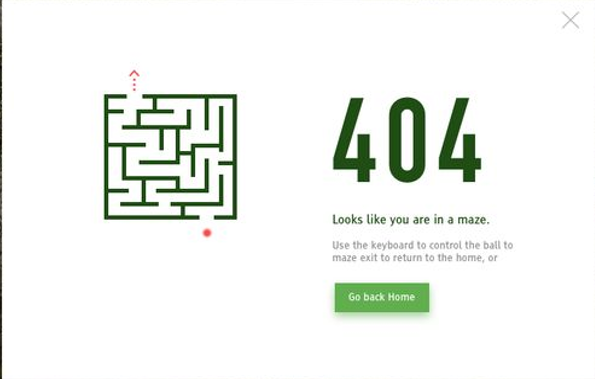 404
Looks like you are in a maze.
Use the keyboard to control the ball to
maze exit to return to the home, or
Go back Home